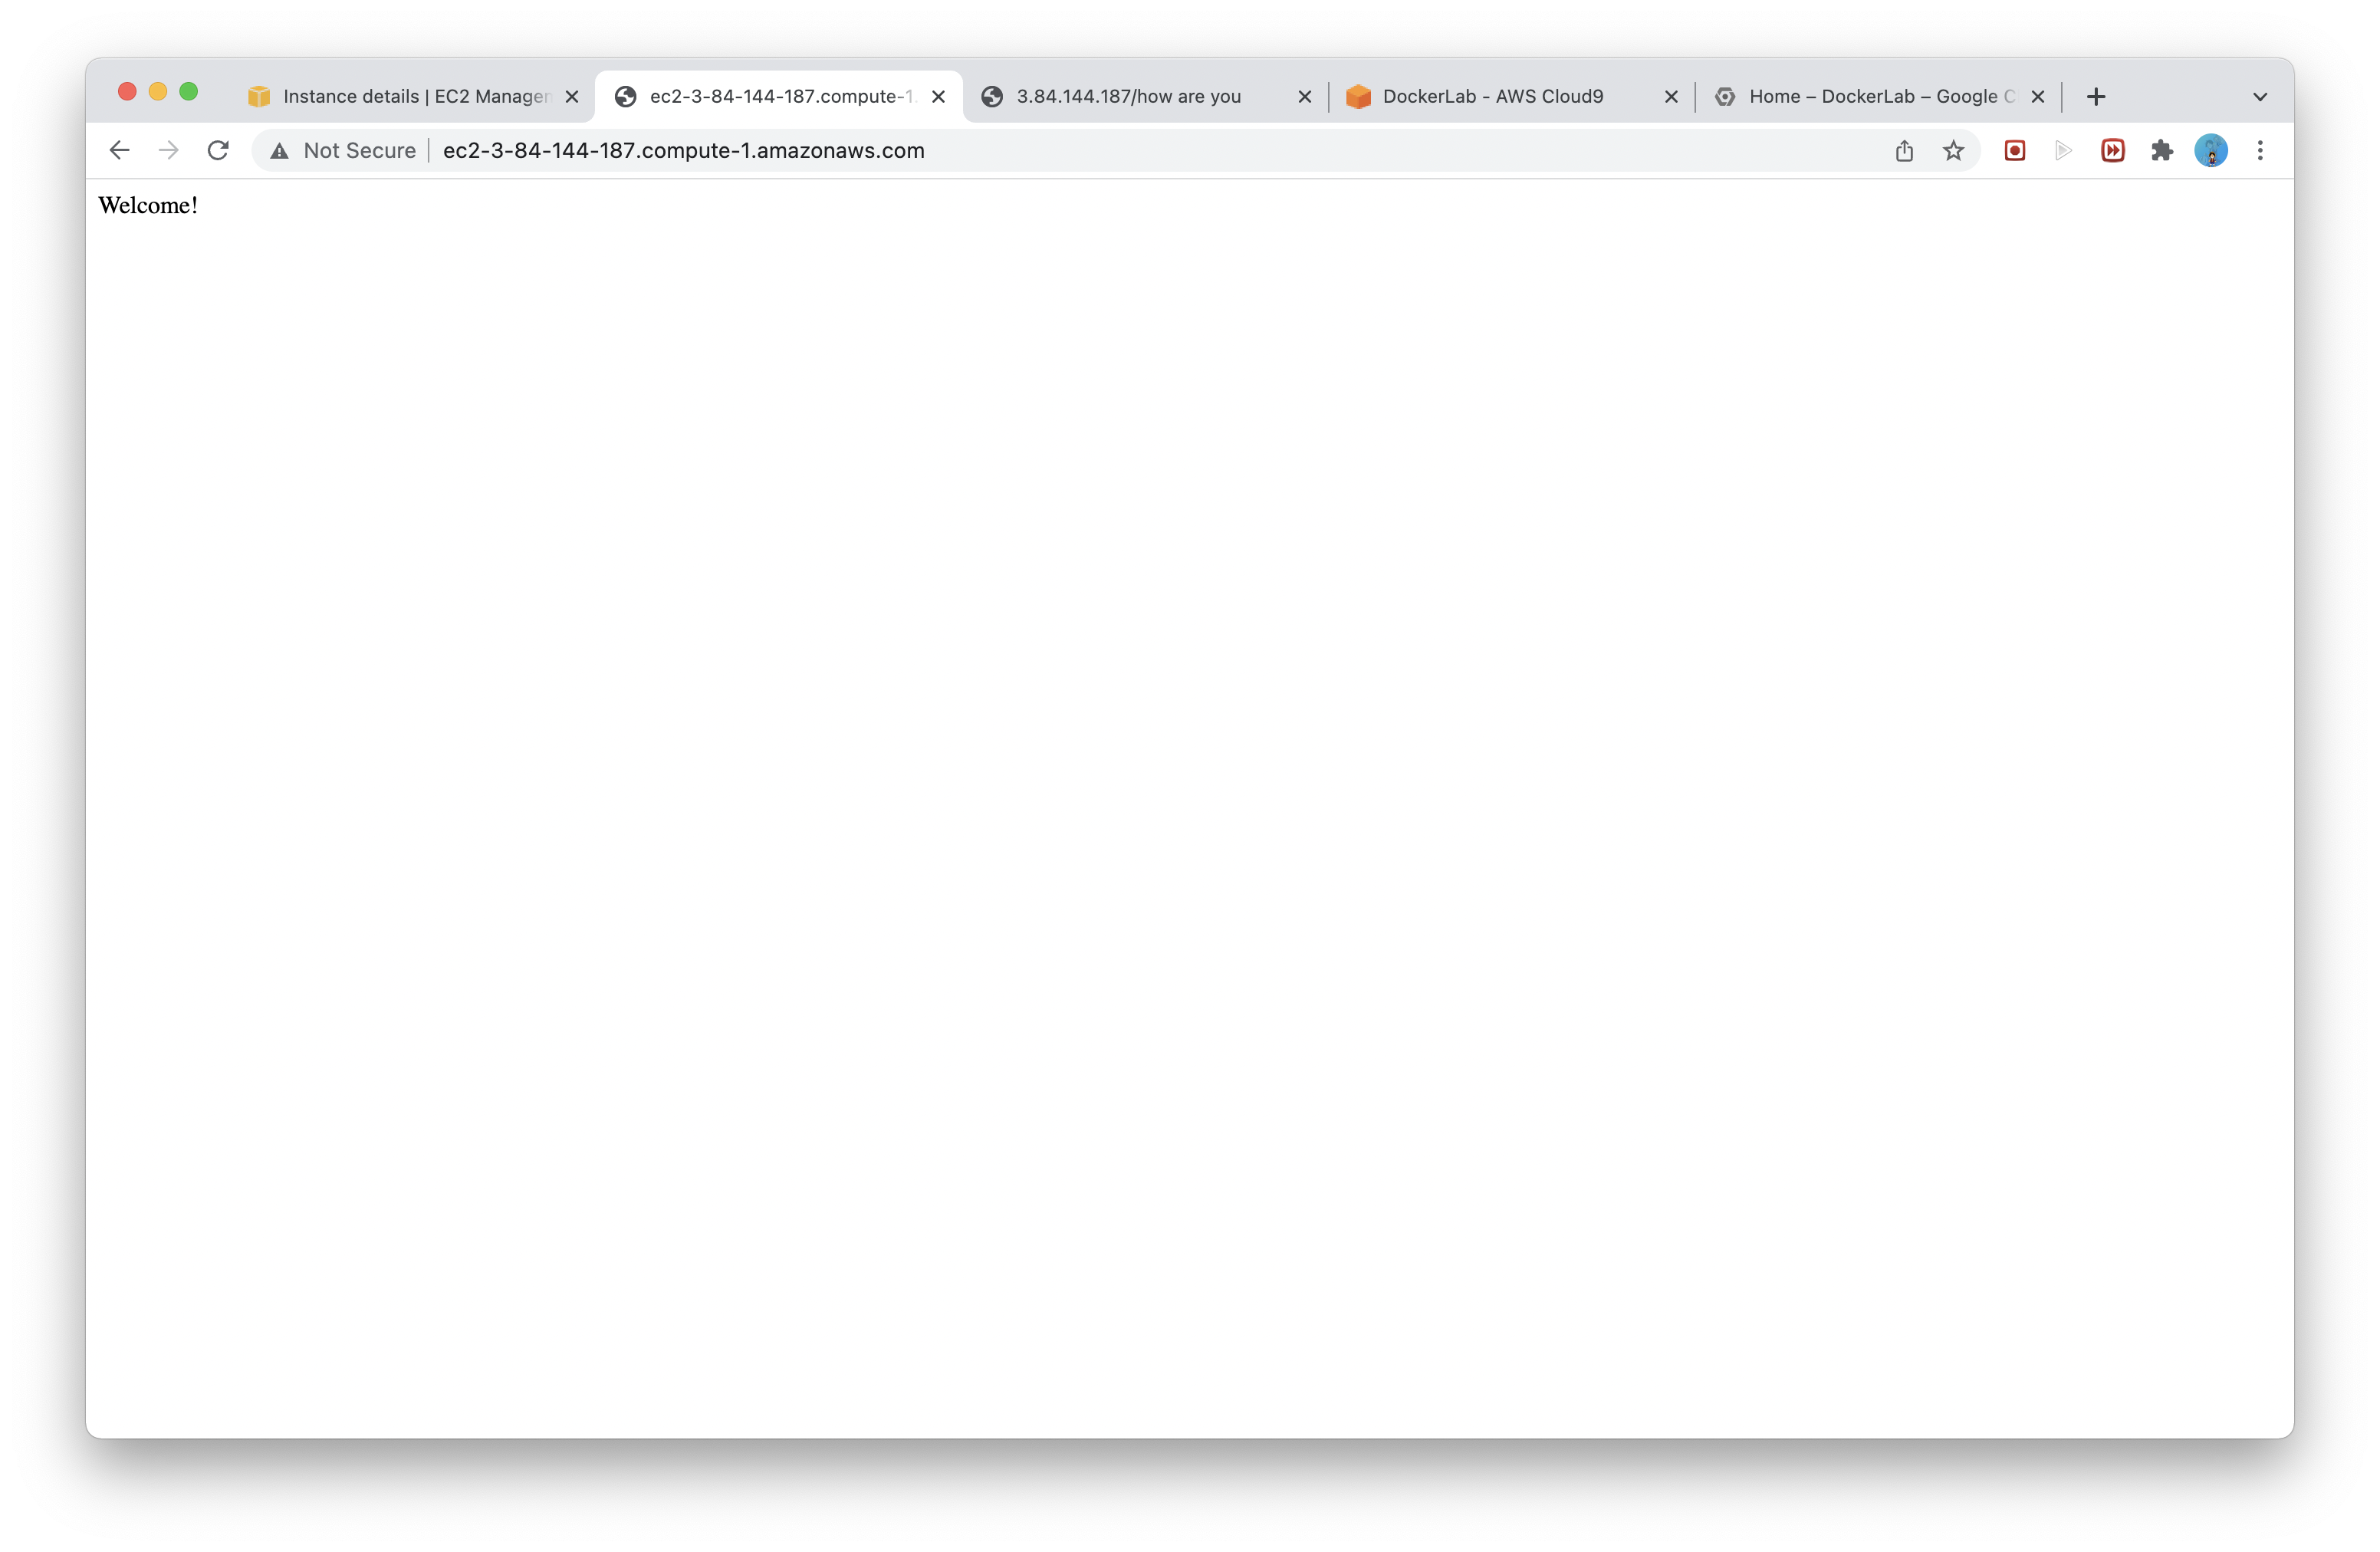 Instance details | EC2 Managen
ec2-3-84-144-187.compute-1.
3.84.144.187/how are you
DockerLab - AWS Cloud9
Home – DockerLab – Google C
Not Secure
ec2-3-84-144-187.compute-1.amazonaws.com
Welcome!